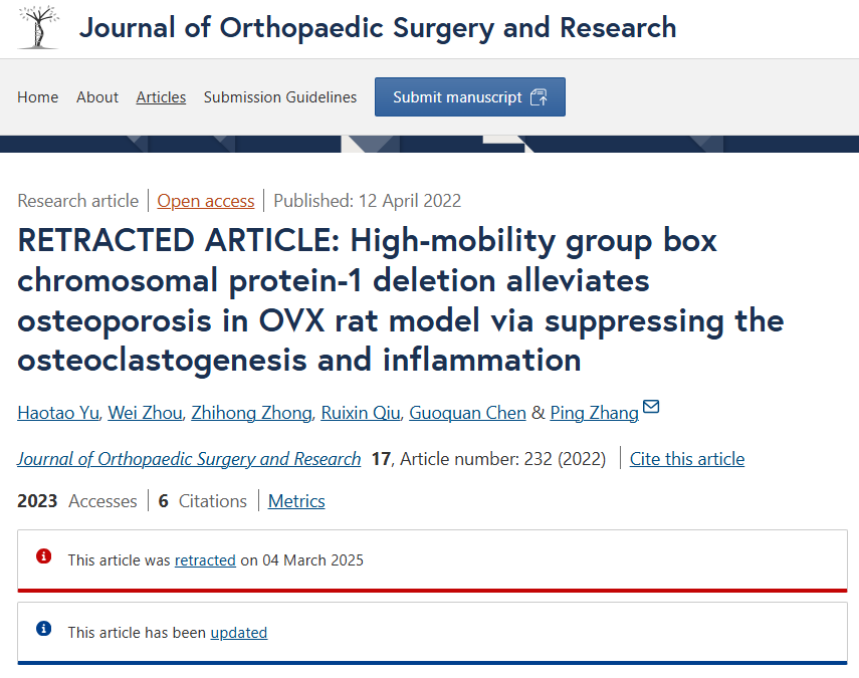 Journal of Orthopaedic Surgery and Research
Home About Articles Submission Guidelines Submit manuscript
Research article | Open access | Published: 12 April 2022
RETRACTED ARTICLE: High-mobility group box
chromosomal protein-1 deletion alleviates
osteoporosis in OVX rat model via suppressing the
osteoclastogenesis and inflammation
Haotao Yu, Wei Zhou, Zhihong Zhong, Ruixin Qiu, Guoquan Chen & Ping Zhang
Journal of Orthopaedic Surgery and Research 17, Article number: 232 (2022) | Cite this article
2023 Accesses | 6 Citations | Metrics
This article was retracted on 04 March 2025
This article has been updated